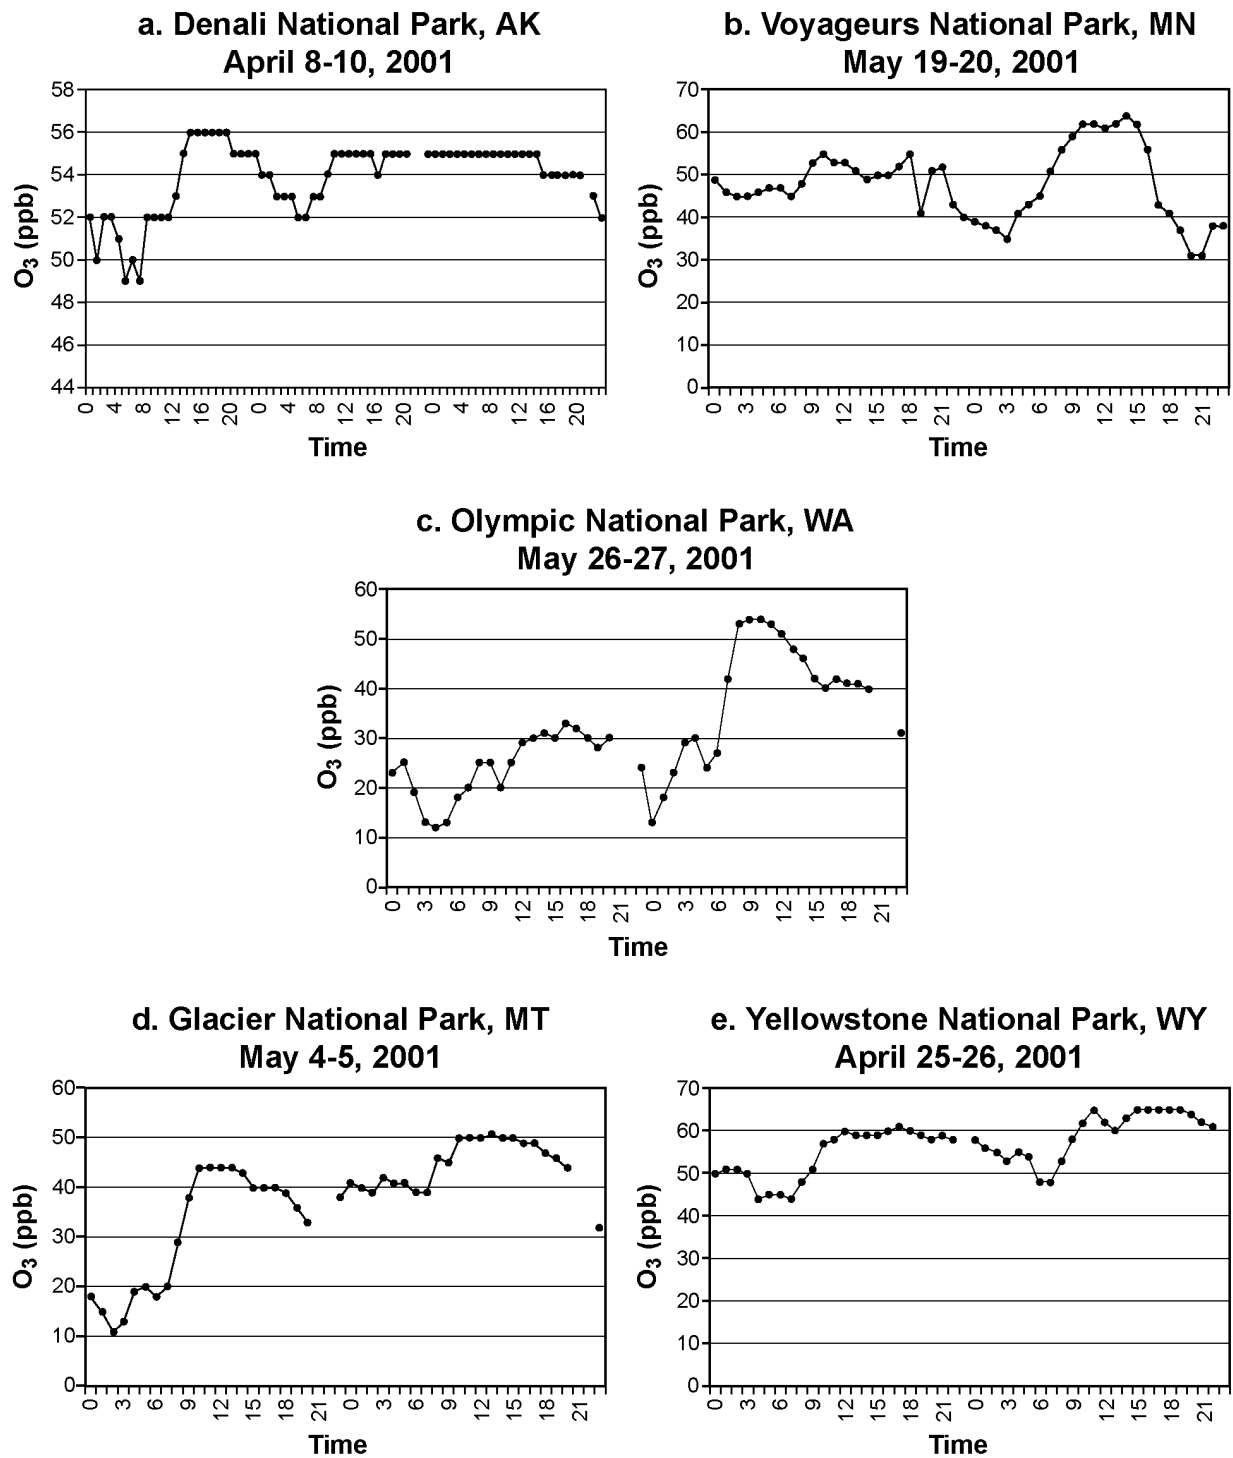 a. Denali National Park, AK
April 8-10, 2001
58
56
54
52
50
48
46
44
O3 (ppb)
0 4 8 12 16 20 0 4 8 12 16 20 0 4 8 12 16 20
Time
b. Voyageurs National Park, MN
May 19-20, 2001
70
60
50
40
30
20
10
0
O3 (ppb)
0 3 6 9 12 15 18 21 0 3 6 9 12 15 18 21
Time
c. Olympic National Park, WA
May 26-27, 2001
60
50
40
30
20
10
0
O3 (ppb)
0 3 6 9 12 15 18 21 0 3 6 9 12 15 18 21
Time
d. Glacier National Park, MT
May 4-5, 2001
60
50
40
30
20
10
0
O3 (ppb)
0 3 6 9 12 15 18 21 0 3 6 9 12 15 18 21
Time
e. Yellowstone National Park, WY
April 25-26, 2001
70
60
50
40
30
20
10
0
O3 (ppb)
0 3 6 9 12 15 18 21 0 3 6 9 12 15 18 21
Time